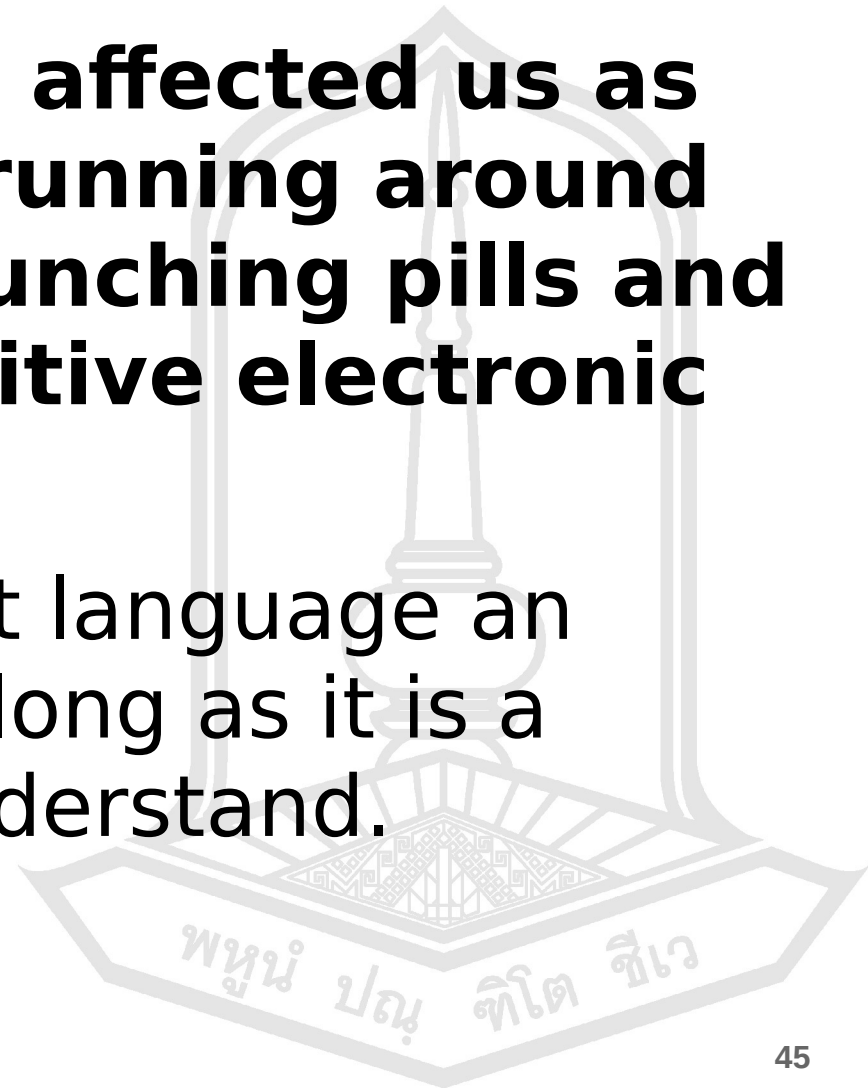 affected us as
running around
unching pills and
itive electronic
t language an
long as it is a
derstand.
พหูนํ ปณฺ ฑิโต ชีเว
45